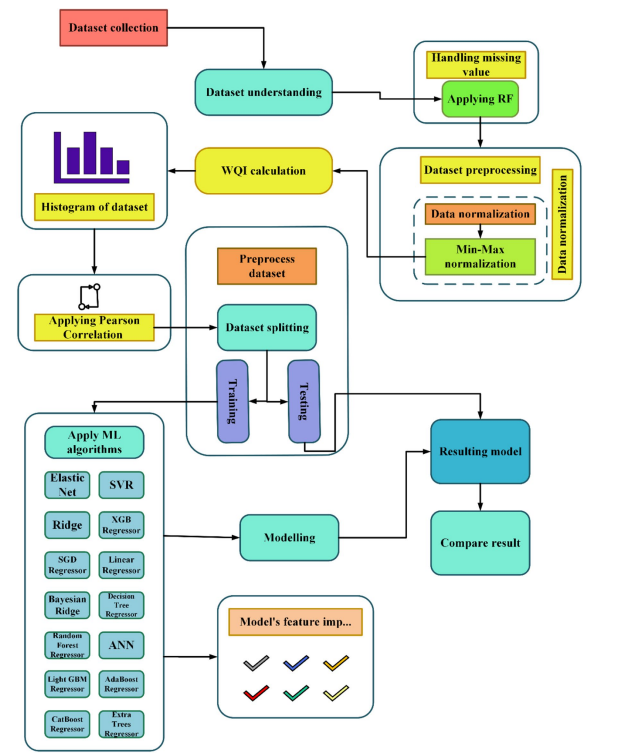 Dataset collection
Handling missing
value
Dataset understanding
Applying RF
Dataset preprocessing
WQI calculation
Data normalization
Data normalization
Histogram of dataset
Min-Max
normalization
Preprocess
dataset
Applying Pearson
Correlation
Dataset splitting
Training
Testing
Apply ML
algorithms
Resulting model
Elastic
Net
SVR
Ridge
XGB
Regressor
Modelling
Compare result
SGD
Regressor
Linear
Regressor
Bayesian
Ridge
Decision
Tree
Regressor
Model's feature imp...
Random
Forest
Regressor
ANN
Light GBM
Regressor
AdaBoost
Regressor
CatBoost
Regressor
Extra
Trees
Regressor